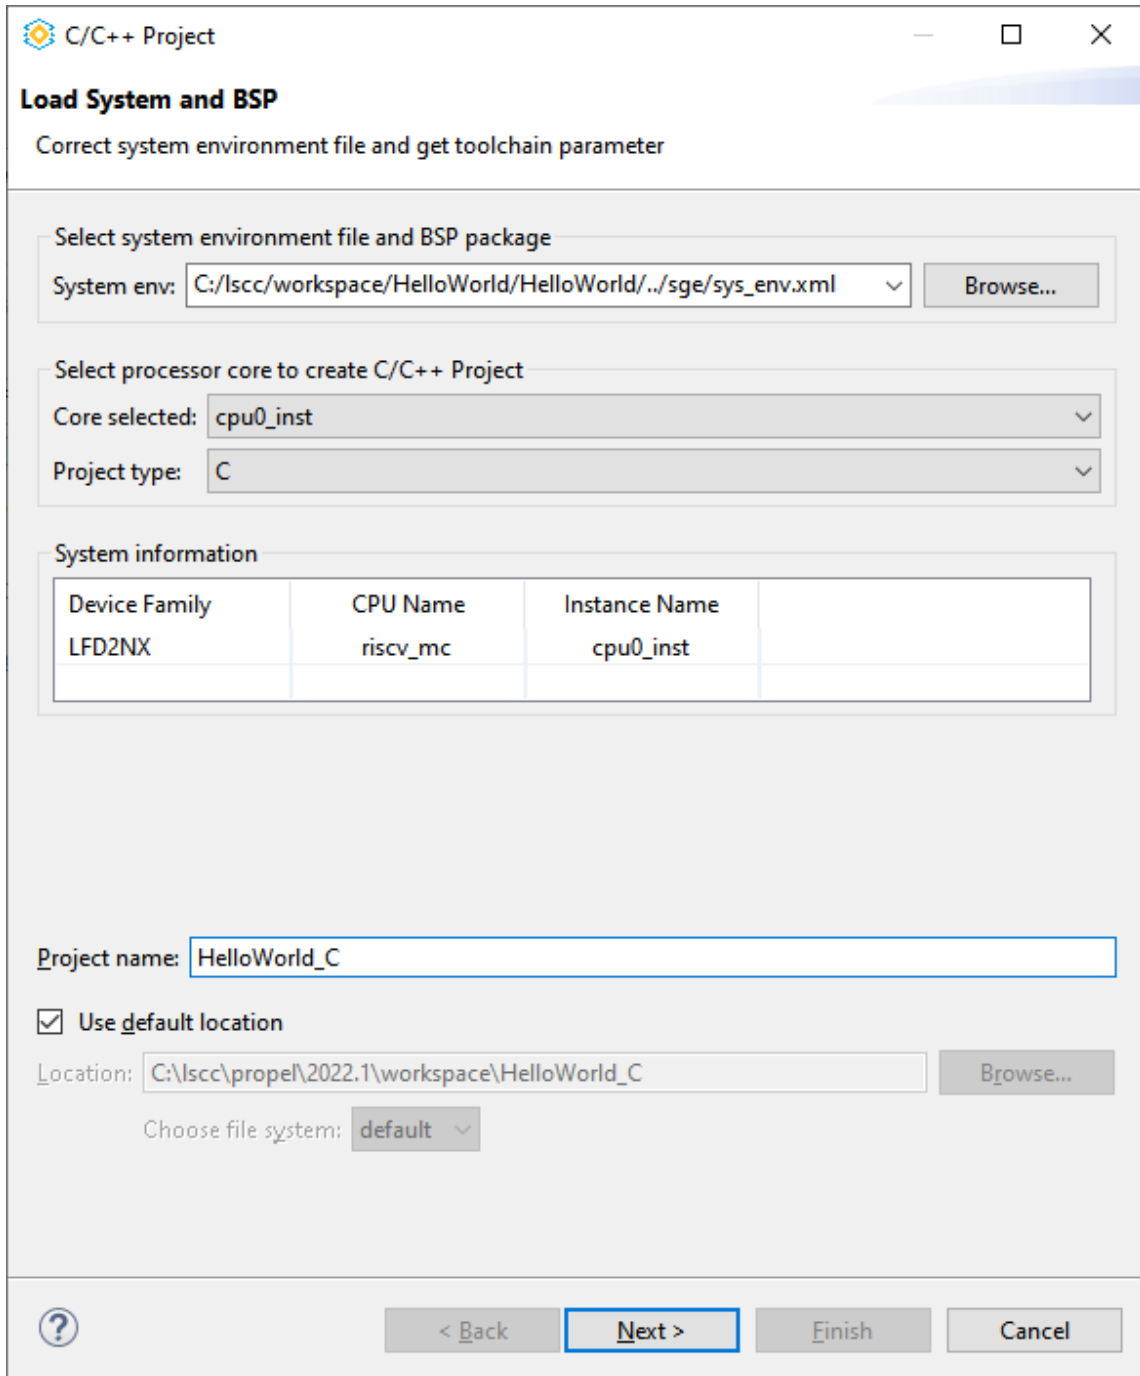 C/C++ Project
Load System and BSP
Correct system environment file and get toolchain parameter
Select system environment file and BSP package
System env: C:/lscc/workspace/HelloWorld/HelloWorld/../sge/sys_env.xml Browse...
Select processor core to create C/C++ Project
Core selected: cpu0_inst
Project type: C
System information
Device Family CPU Name Instance Name
LFD2NX riscv_mc cpu0_inst
Project name: HelloWorld_C
Use default location
Location: C:\lscc\propel\2022.1\workspace\HelloWorld_C Browse...
Choose file system: default
? < Back Next > Finish Cancel